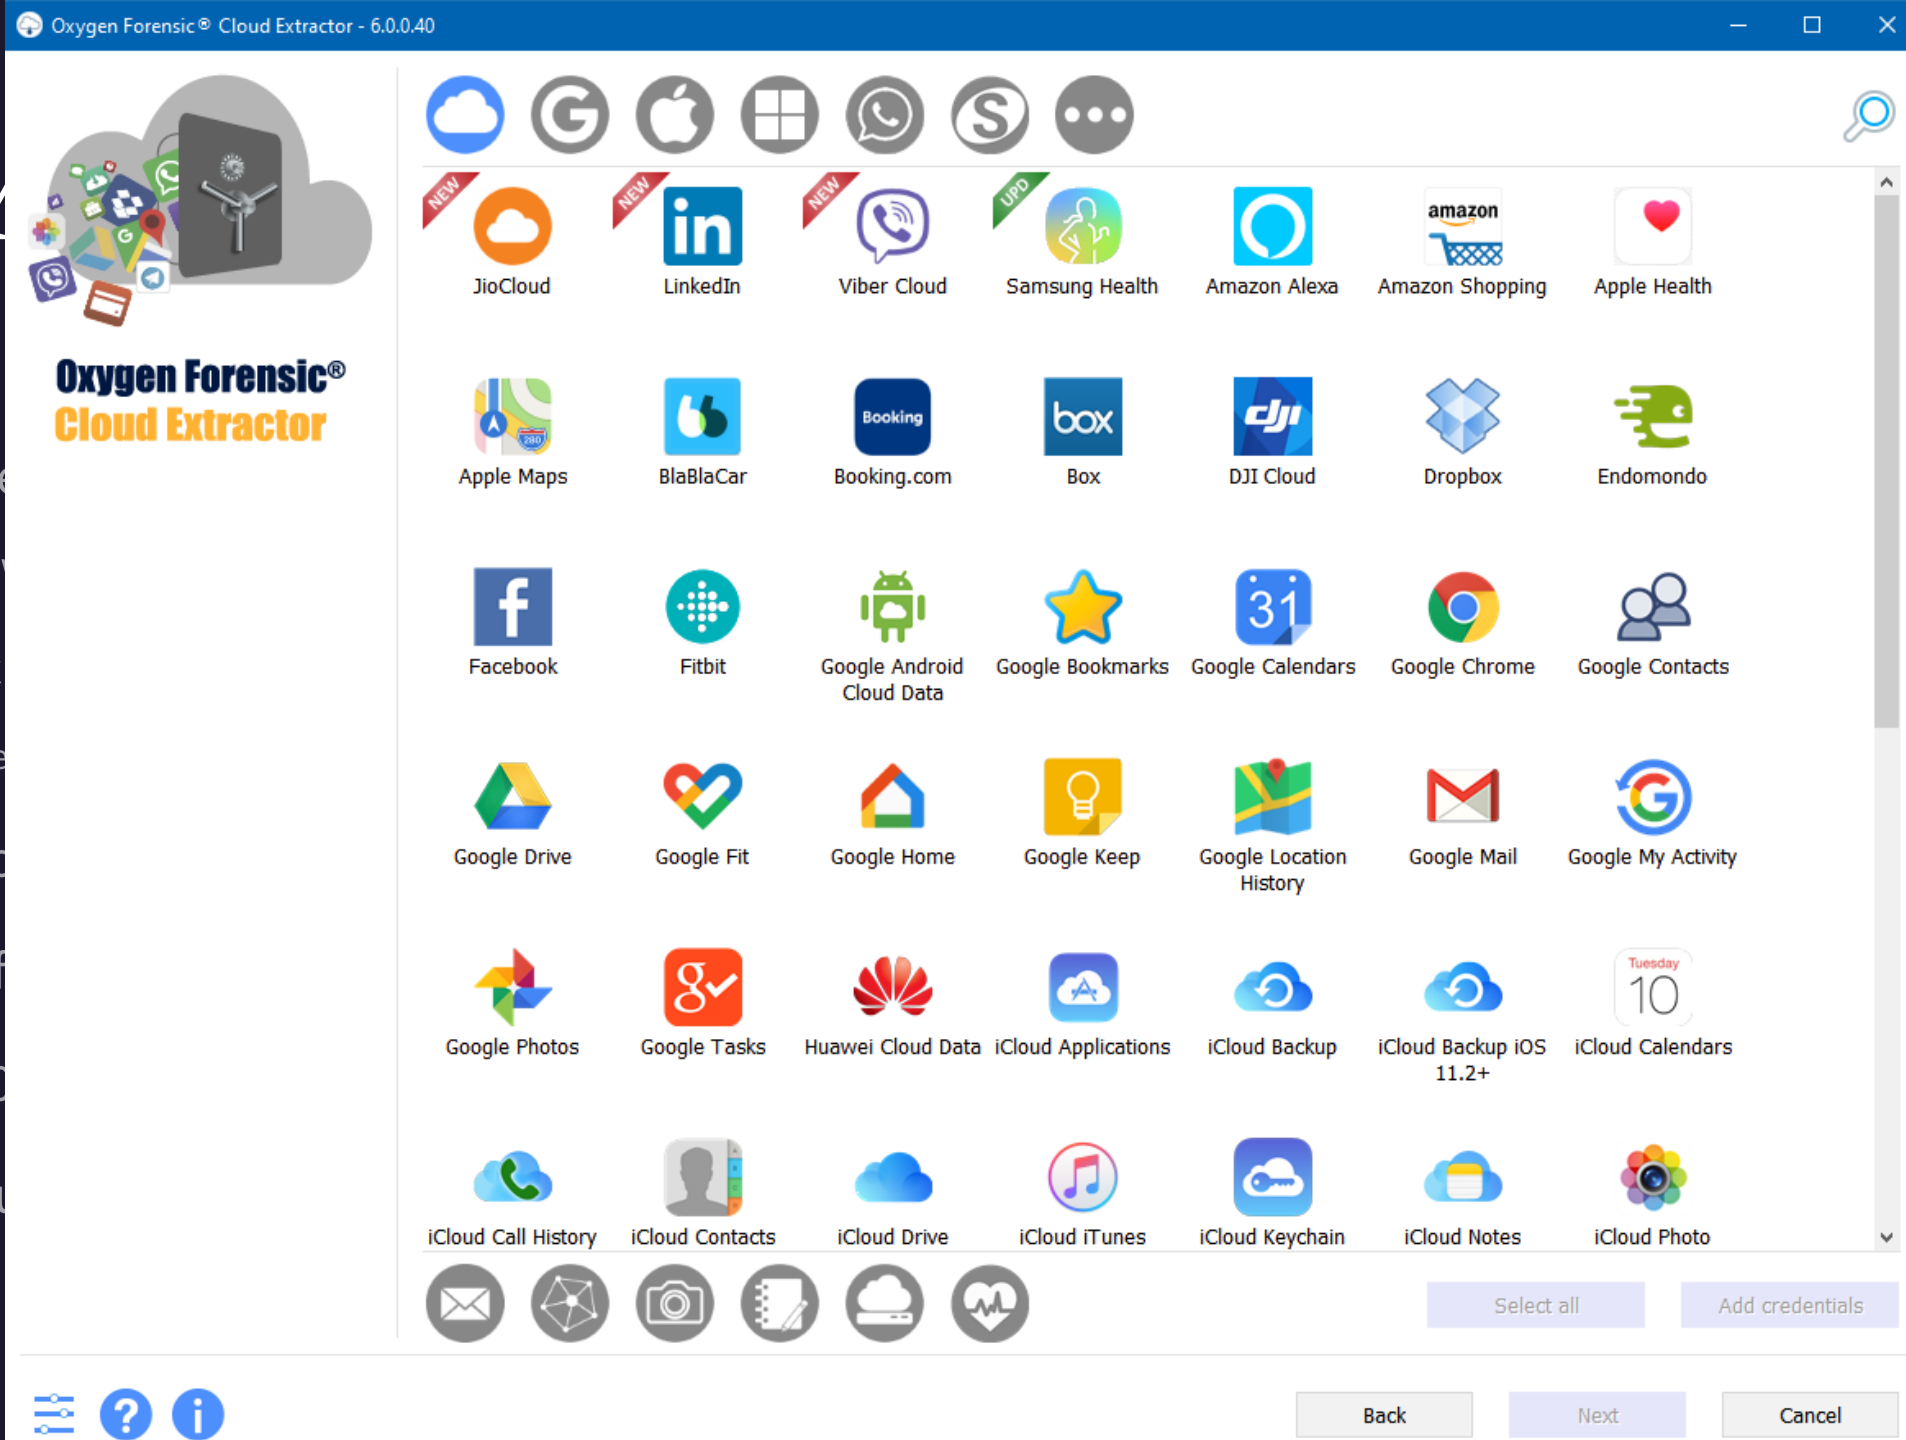 Oxygen Forensic® Cloud Extractor - 6.0.0.40
Oxygen Forensic®
Cloud Extractor
NEW
NEW
NEW
UPD
in
amazon
JioCloud
LinkedIn
Viber Cloud
Samsung Health
Amazon Alexa
Amazon Shopping
Apple Health
280
Booking
box
dji
Apple Maps
BlaBlaCar
Booking.com
Box
DJI Cloud
Dropbox
Endomondo
f
31
Facebook
Fitbit
Google Android
Cloud Data
Google Bookmarks
Google Calendars
Google Chrome
Google Contacts
G
Google Drive
Google Fit
Google Home
Google Keep
Google Location
History
Google Mail
Google My Activity
g
Tuesday
10
Google Photos
Google Tasks
Huawei Cloud Data
iCloud Applications
iCloud Backup
iCloud Backup iOS
11.2+
iCloud Calendars
iCloud Call History
iCloud Contacts
iCloud Drive
iCloud iTunes
iCloud Keychain
iCloud Notes
iCloud Photo
Select all
Add credentials
Back
Next
Cancel